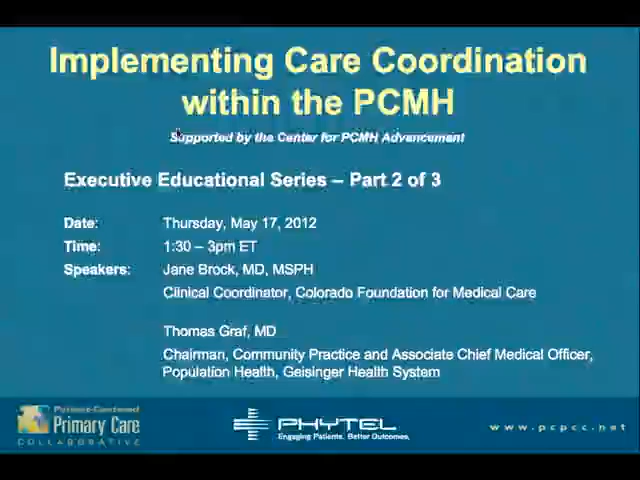 Implementing Care Coordination
within the PCMH
Supported by the Center for PCMH Advancement
Executive Educational Series – Part 2 of 3
Date: Thursday, May 17, 2012
Time: 1:30 – 3pm ET
Speakers: Jane Brock, MD, MSPH
Clinical Coordinator, Colorado Foundation for Medical Care
Thomas Graf, MD
Chairman, Community Practice and Associate Chief Medical Officer,
Population Health, Geisinger Health System
Patient-Centered
Primary Care
COLLABORATIVE
PHYTEL
Engaging Patients. Better Outcomes.
www.pcpcc.net